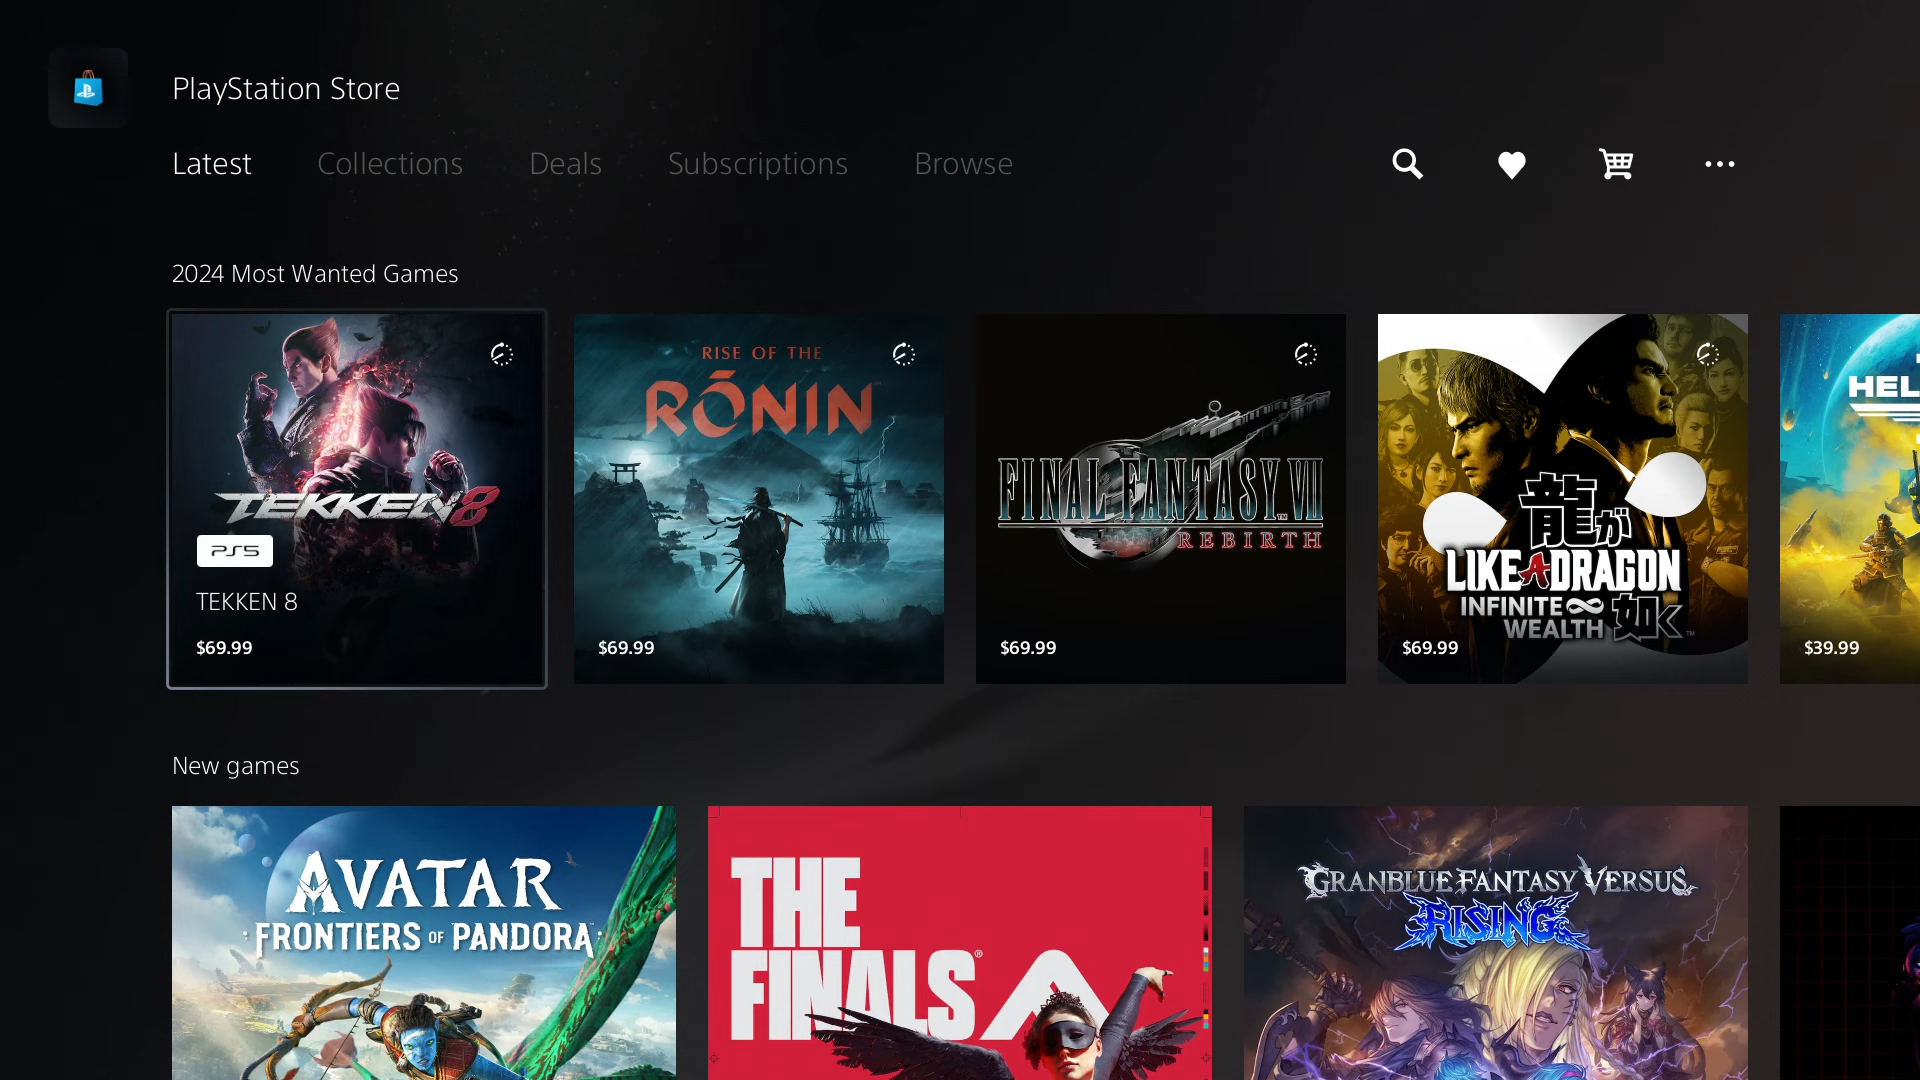 PlayStation Store
Latest
Collections
Deals
Subscriptions
Browse
2024 Most Wanted Games
TEKKEN 8
PS5
TEKKEN 8
$69.99
RISE OF THE
RŌNIN
$69.99
FINAL FANTASY VII
REBIRTH
$69.99
龍が
LIKE A DRAGON
INFINITE ∞
WEALTH 如く
$69.99
HEL
$39.99
New games
AVATAR
FRONTIERS OF PANDORA
THE
FINALS®
GRANBLUE FANTASY VERSUS
RISING